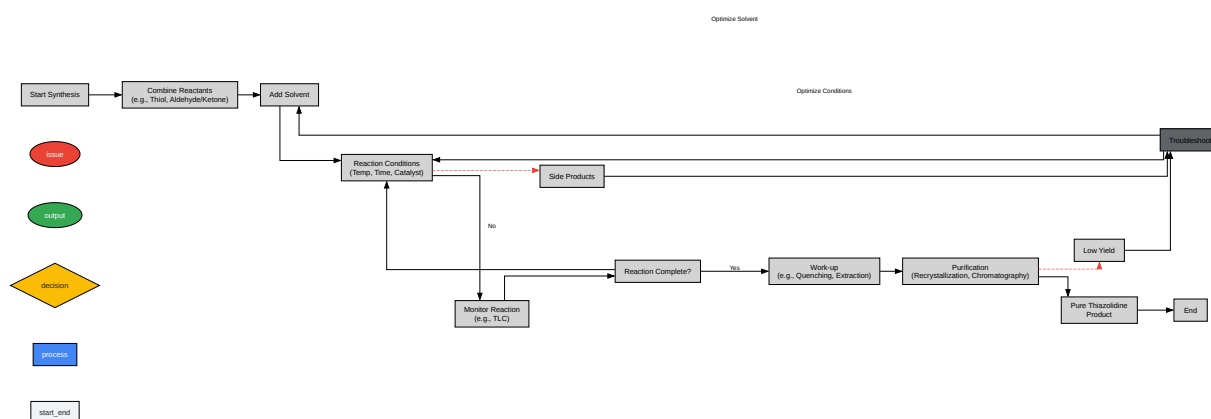 Optimize Solvent
Start Synthesis
Combine Reactants
(e.g., Thiol, Aldehyde/Ketone)
Add Solvent
Optimize Conditions
Troubleshoot
issue
Reaction Conditions
(Temp, Time, Catalyst)
Side Products
output
No
Low Yield
Reaction Complete?
Yes
Work-up
(e.g., Quenching, Extraction)
Purification
(Recrystallization, Chromatography)
decision
Monitor Reaction
(e.g., TLC)
Pure Thiazolidine
Product
End
process
start_end